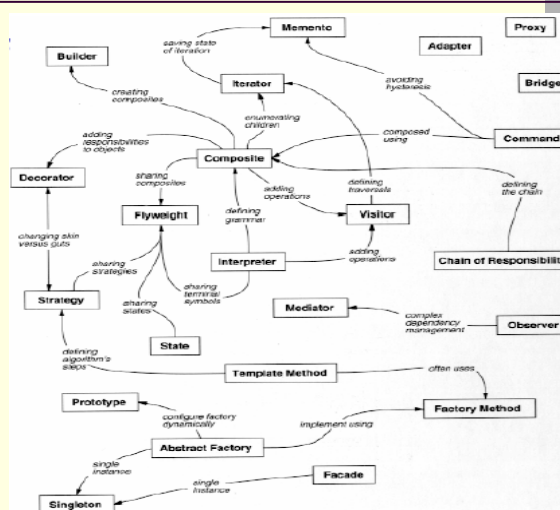 Memento
Proxy
Adapter
Builder
saving state
of iteration
Iterator
avoiding
hysteresis
Bridge
creating
composites
enumerating
children
adding
responsibilities
to objects
composed
using
Command
Composite
Decorator
sharing
composites
adding
operations
defining
traversals
defining
the chain
Flyweight
Visitor
defining
grammar
changing skin
versus guts
adding
operations
Interpreter
Chain of Responsibilit
sharing
strategies
sharing
terminal
symbols
Strategy
sharing
states
Mediator
complex
dependency
management
Observer
State
defining
algorithm's
steps
Template Method
often uses
Prototype
Factory Method
configure factory
dynamically
implement using
Abstract Factory
single
instance
Facade
single
instance
Singleton